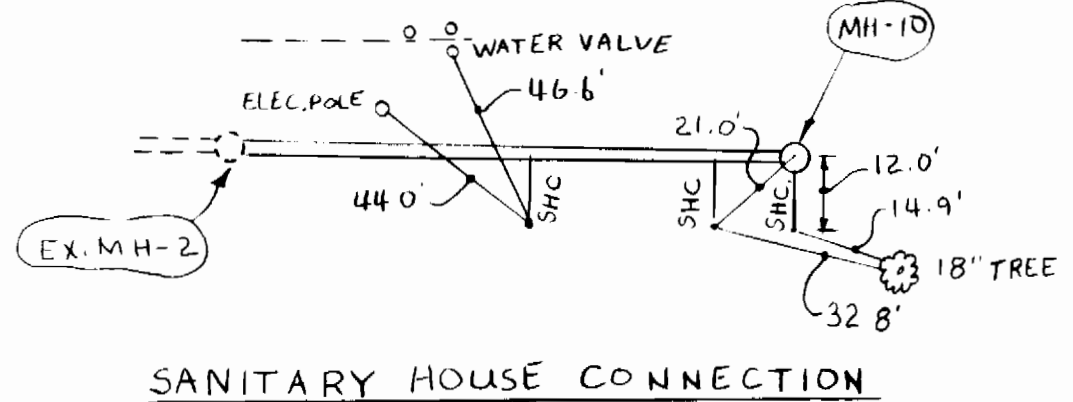 MH-10
WATER VALVE
46.6'
ELEC. POLE
21.0'
12.0'
44 0'
SHC
SHC
SHC.
14.9'
EX. MH-2
18" TREE
32 8'
SANITARY HOUSE CONNECTION